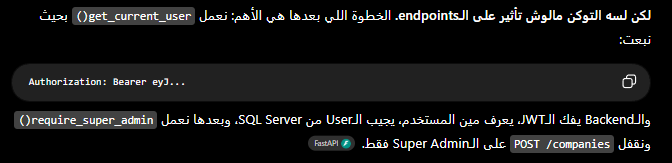 لكن لسه التوكن مالوش تأثير على الـendpoints. الخطوة اللي بعدها هي الأهم: نعمل get_current_user() بحيث
نبعت:
Authorization: Bearer eyJ...
والـBackend يفك الـJWT، يعرف مين المستخدم، يجيب الـUser من SQL Server، وبعدها نعمل require_super_admin()
ونقفل POST /companies على الـSuper Admin فقط. FastAPI